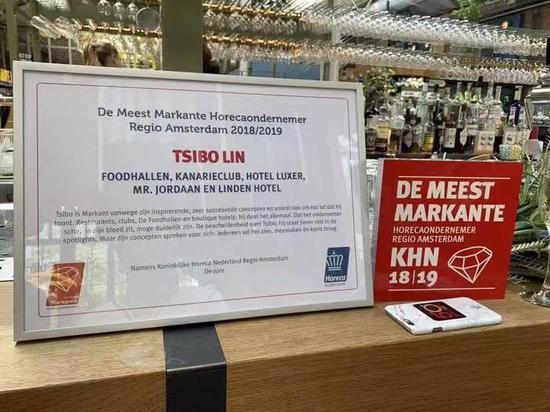 De Meest Markante Horecaondernemer
Regio Amsterdam 2018/2019
TSIBO LIN
FOODHALLEN, KANARIECLUB, HOTEL LUXER,
MR. JORDAAN EN LINDEN HOTEL
Tsibo is Markant vanwege zijn inspirerende, zeer succesvolle concepten en vooral ook om het lef dat hij
toont. Restaurants, clubs, De Foodhallen en boutique hotels: hij doet het allemaal. Dat het ondernemer-
schap in zijn bloed zit, moge duidelijk zijn. De bescheidenheid siert Tsibo; hij staat liever niet in de
spotlights. Maar zijn concepten spreken voor zich: iedereen wil het zien, meemaken én komt terug.
Namens Koninklijke Horeca Nederland Regio Amsterdam
De jury
Markante
Horeca
NEDERLAND
DE MEEST
MARKANTE
HORECAONDERNEMER
REGIO AMSTERDAM
KHN
18|19